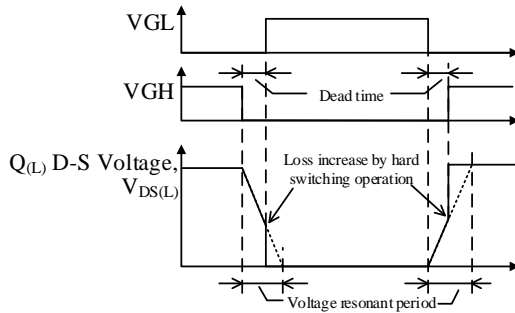 VGL
VGH
Dead time
Q(L) D-S Voltage,
VDS(L)
Loss increase by hard
switching operation
Voltage resonant period